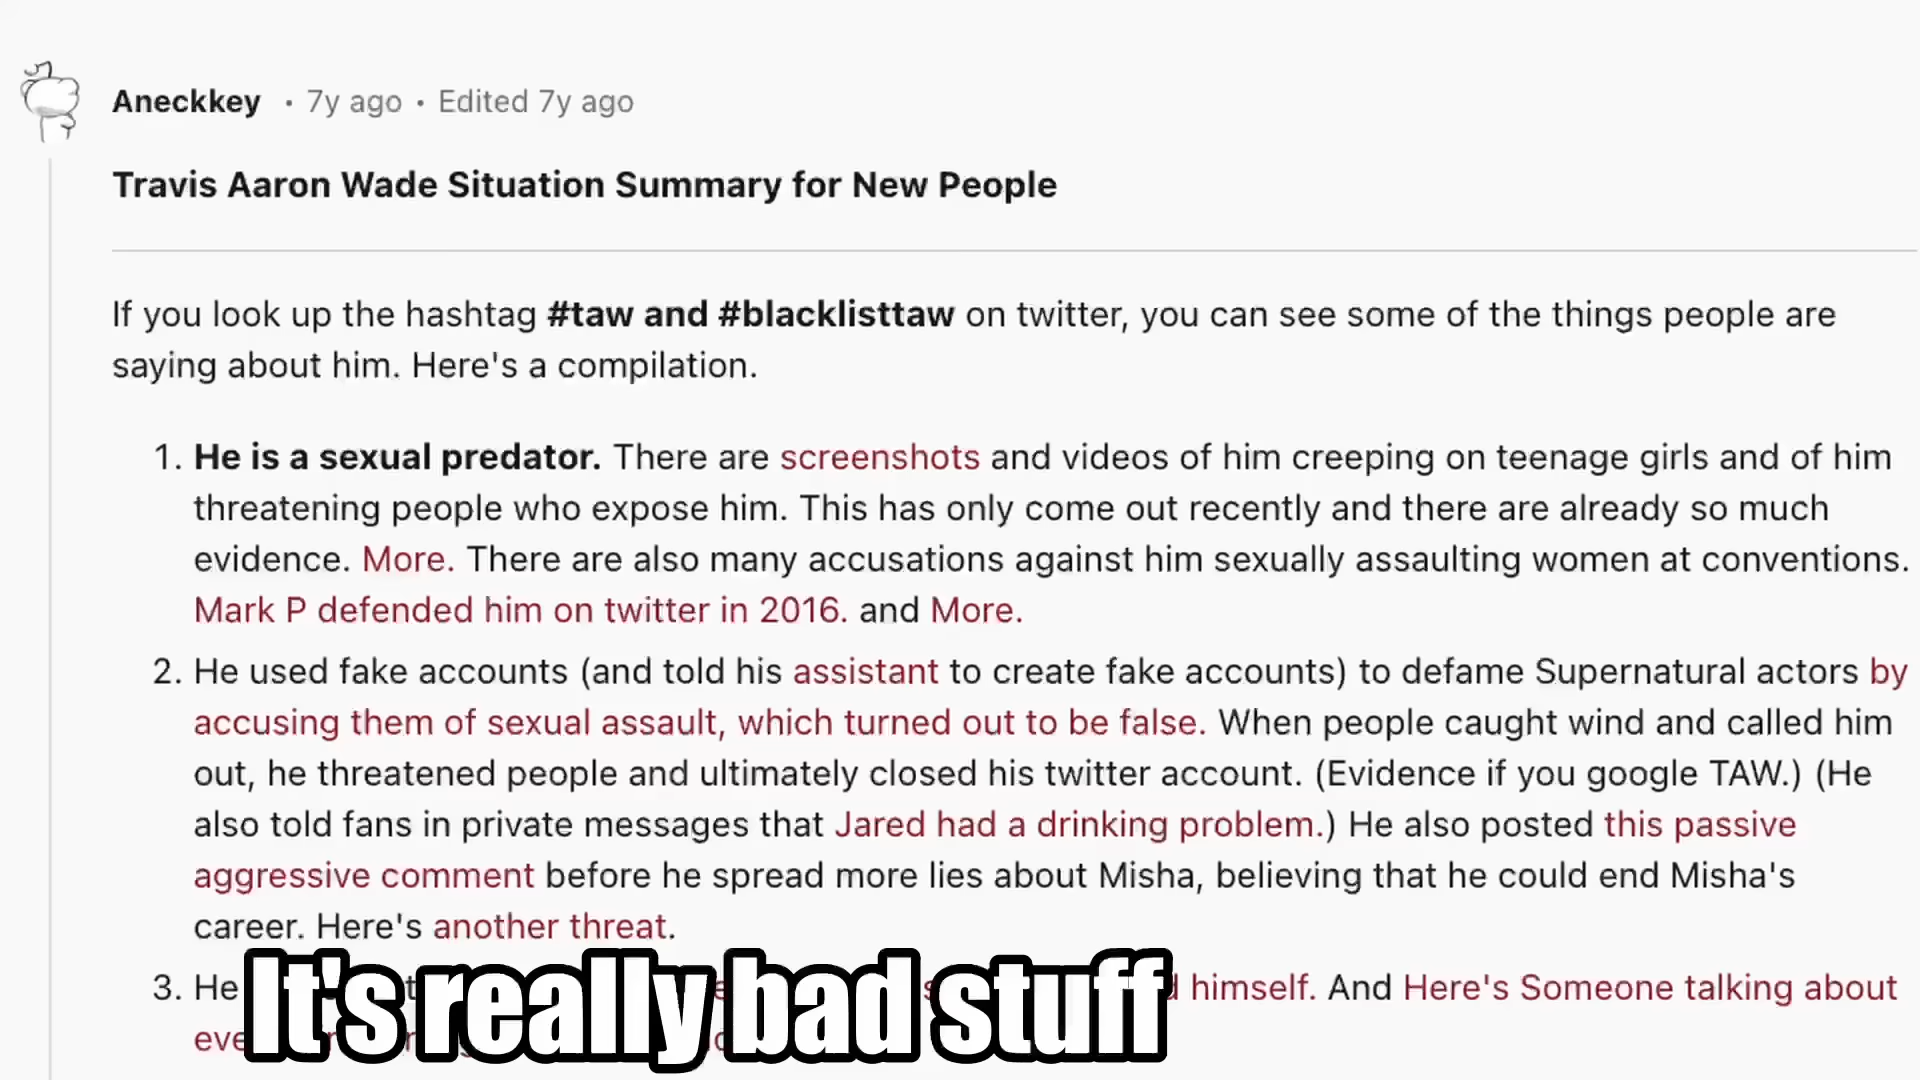 Aneckkey • 7y ago • Edited 7y ago
Travis Aaron Wade Situation Summary for New People
If you look up the hashtag #taw and #blacklisttaw on twitter, you can see some of the things people are
saying about him. Here's a compilation.
1. He is a sexual predator. There are screenshots and videos of him creeping on teenage girls and of him
threatening people who expose him. This has only come out recently and there are already so much
evidence. More. There are also many accusations against him sexually assaulting women at conventions.
Mark P defended him on twitter in 2016. and More.
2. He used fake accounts (and told his assistant to create fake accounts) to defame Supernatural actors by
accusing them of sexual assault, which turned out to be false. When people caught wind and called him
out, he threatened people and ultimately closed his twitter account. (Evidence if you google TAW.) (He
also told fans in private messages that Jared had a drinking problem.) He also posted this passive
aggressive comment before he spread more lies about Misha, believing that he could end Misha's
career. Here's another threat.
3. He himself. And Here's Someone talking about
It's really bad stuff